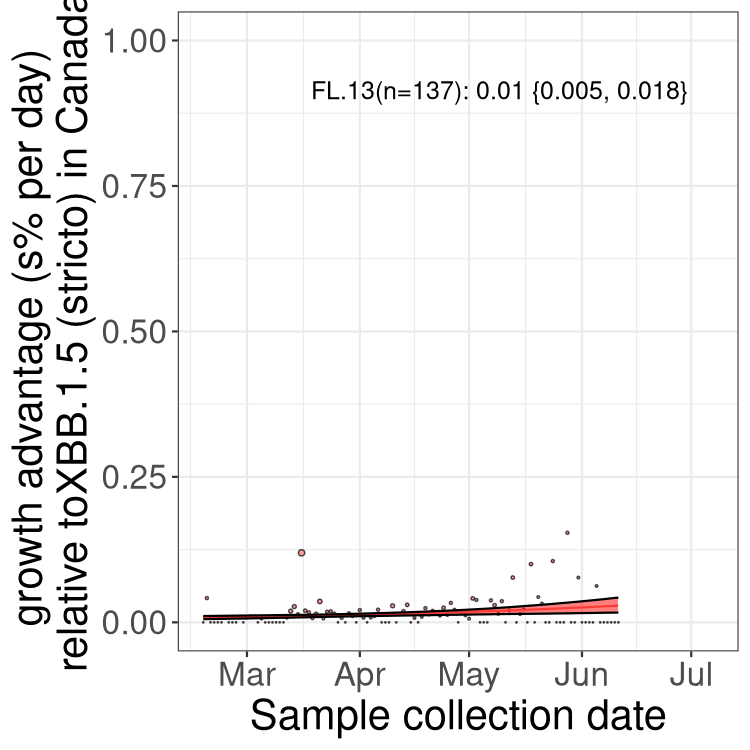 growth advantage (s% per day)
relative toXBB.1.5 (stricto) in Canada
1.00
0.75
0.50
0.25
0.00
FL.13(n=137): 0.01 {0.005, 0.018}
Mar Apr May Jun Jul
Sample collection date